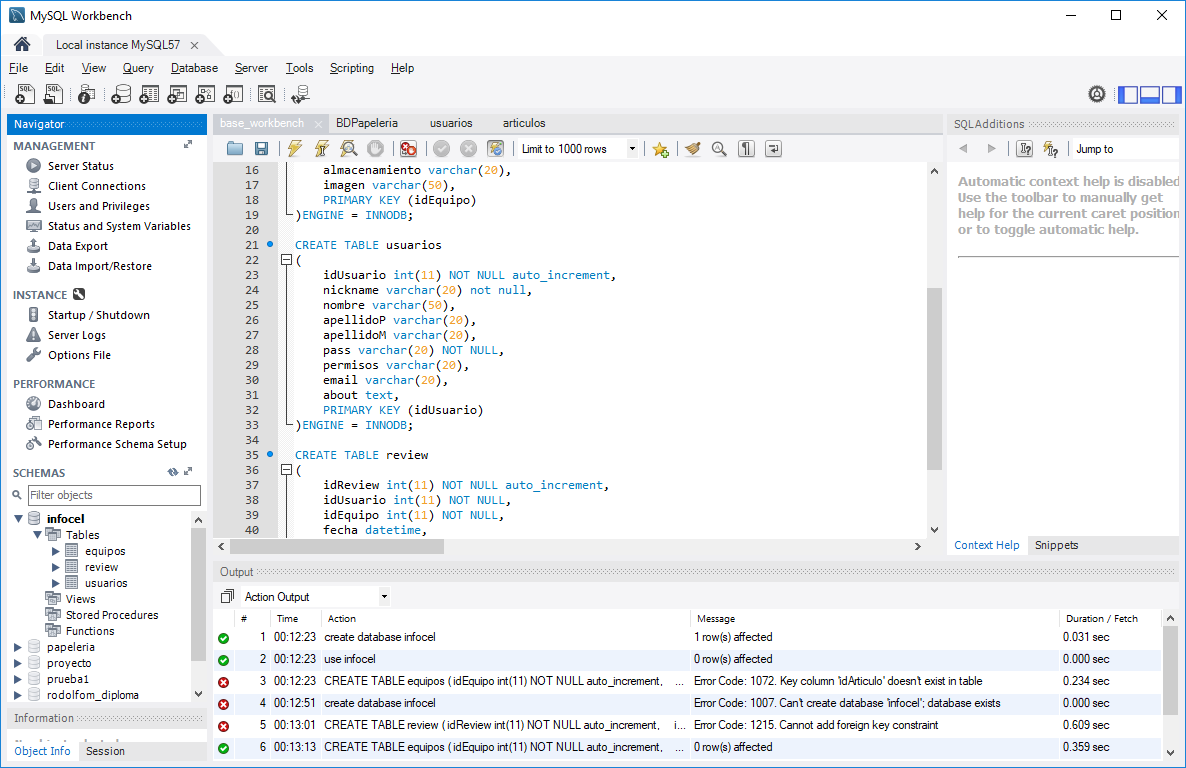 MySQL Workbench
Local instance MySQL57
File Edit View Query Database Server Tools Scripting Help
Navigator
MANAGEMENT
Server Status
Client Connections
Users and Privileges
Status and System Variables
Data Export
Data Import/Restore
INSTANCE
Startup / Shutdown
Server Logs
Options File
PERFORMANCE
Dashboard
Performance Reports
Performance Schema Setup
SCHEMAS
Filter objects
infocel
Tables
equipos
review
usuarios
Views
Stored Procedures
Functions
papeleria
proyecto
prueba1
rodolfom_diploma
Information
Object Info Session
base_workbench BDPapeleria usuarios articulos
Limit to 1000 rows
16 almacenamiento varchar(20),
17 imagen varchar(50),
18 PRIMARY KEY (idEquipo)
19 )ENGINE = INNODB;
20
21 CREATE TABLE usuarios
22 (
23 idUsuario int(11) NOT NULL auto_increment,
24 nickname varchar(20) not null,
25 nombre varchar(50),
26 apellidoP varchar(20),
27 apellidoM varchar(20),
28 pass varchar(20) NOT NULL,
29 permisos varchar(20),
30 email varchar(20),
31 about text,
32 PRIMARY KEY (idUsuario)
33 )ENGINE = INNODB;
34
35 CREATE TABLE review
36 (
37 idReview int(11) NOT NULL auto_increment,
38 idUsuario int(11) NOT NULL,
39 idEquipo int(11) NOT NULL,
40 fecha datetime,
SQLAdditions
Jump to
Automatic context help is disabled
Use the toolbar to manually get
help for the current caret position
or to toggle automatic help.
Context Help Snippets
Output
Action Output
# Time Action Message Duration / Fetch
1 00:12:23 create database infocel 1 row(s) affected 0.031 sec
2 00:12:23 use infocel 0 row(s) affected 0.000 sec
3 00:12:23 CREATE TABLE equipos ( idEquipo int(11) NOT NULL auto_increment, ... Error Code: 1072. Key column 'idArticulo' doesn't exist in table 0.234 sec
4 00:12:51 create database infocel Error Code: 1007. Can't create database 'infocel'; database exists 0.000 sec
5 00:13:01 CREATE TABLE review ( idReview int(11) NOT NULL auto_increment, i... Error Code: 1215. Cannot add foreign key constraint 0.609 sec
6 00:13:13 CREATE TABLE equipos ( idEquipo int(11) NOT NULL auto_increment, ... 0 row(s) affected 0.359 sec